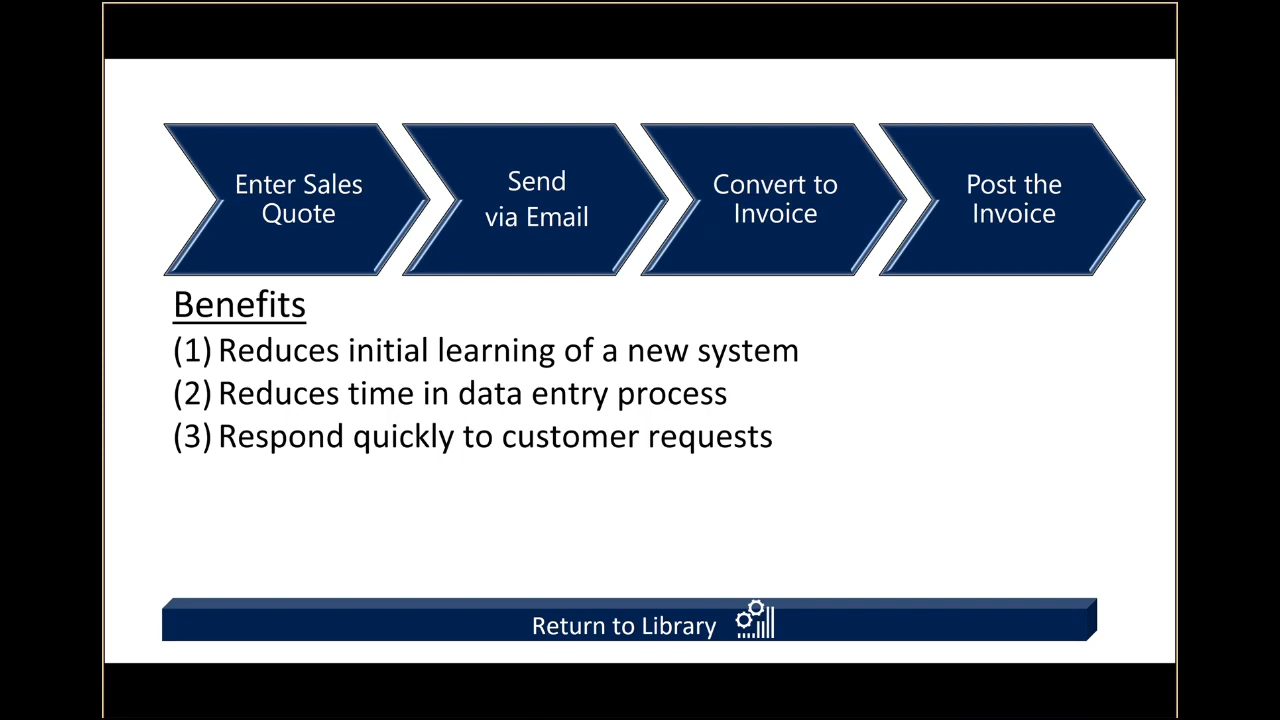 Enter Sales
Quote
Send
via Email
Convert to
Invoice
Post the
Invoice
Benefits
(1) Reduces initial learning of a new system
(2) Reduces time in data entry process
(3) Respond quickly to customer requests
Return to Library